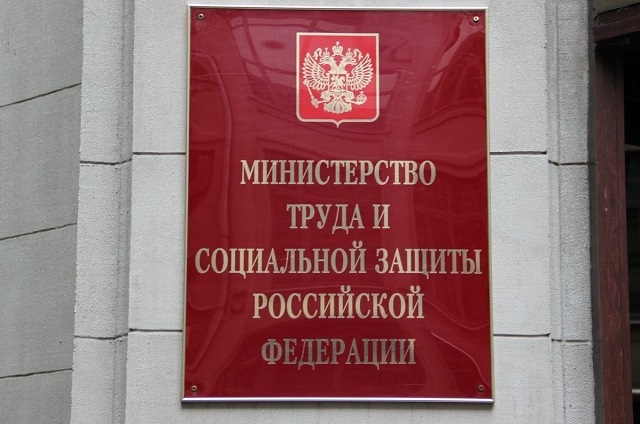 МИНИСТЕРСТВО
ТРУДА И
СОЦИАЛЬНОЙ ЗАЩИТЫ
РОССИЙСКОЙ
ФЕДЕРАЦИИ